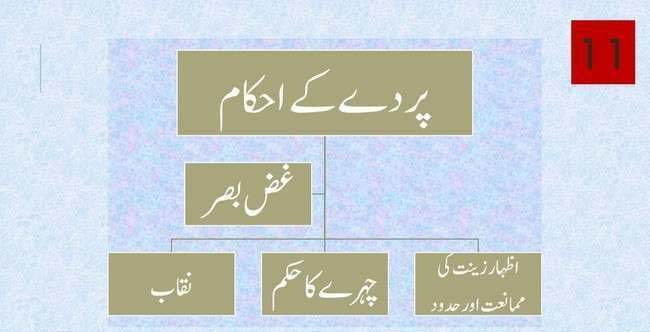 11
پردے کے احکام
غض بصر
اظہار زینت کی
ممانعت اور حدود
چہرے کا حکم
نقاب